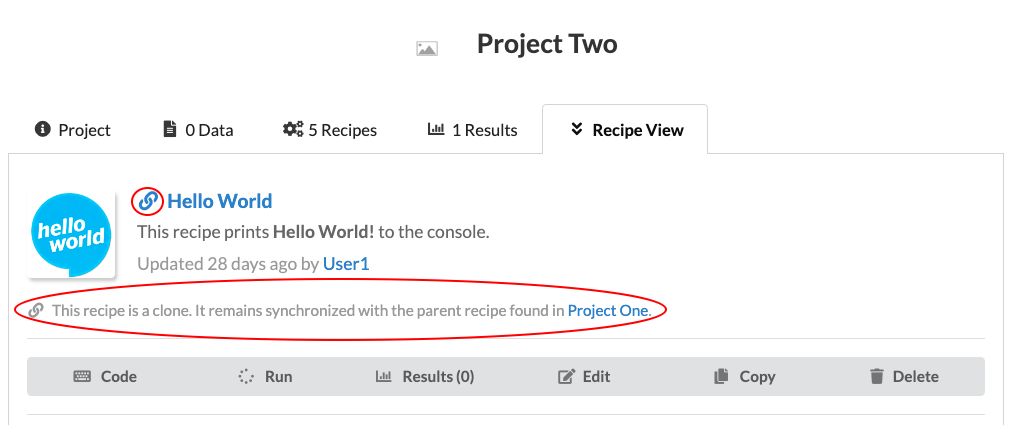 Project Two
Project 0 Data 5 Recipes 1 Results Recipe View
Hello World
hello
world
This recipe prints Hello World! to the console.
Updated 28 days ago by User1
This recipe is a clone. It remains synchronized with the parent recipe found in Project One.
Code Run Results (0) Edit Copy Delete